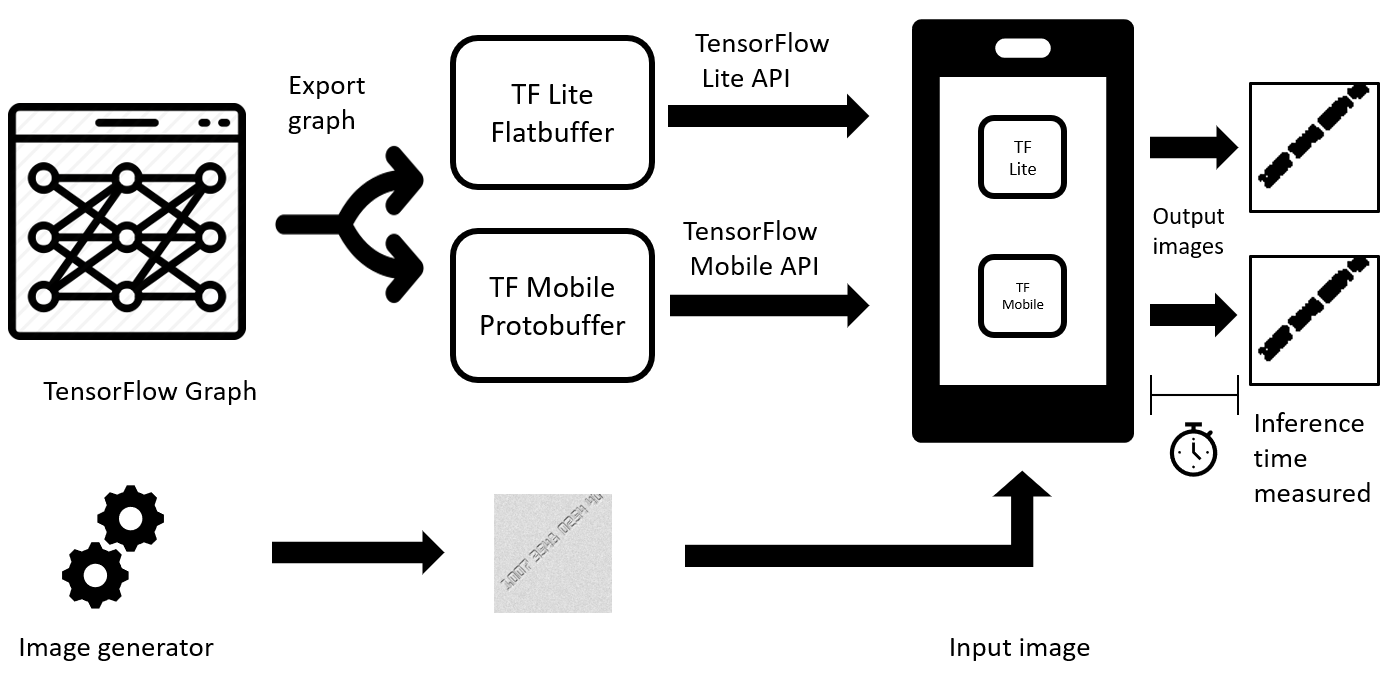 Export
graph
TF Lite
Flatbuffer
TensorFlow
Lite API
TF
Lite
TF Mobile
Protobuffer
TensorFlow
Mobile API
TF
Mobile
Output
images
TensorFlow Graph
Inference
time
measured
Image generator
Input image